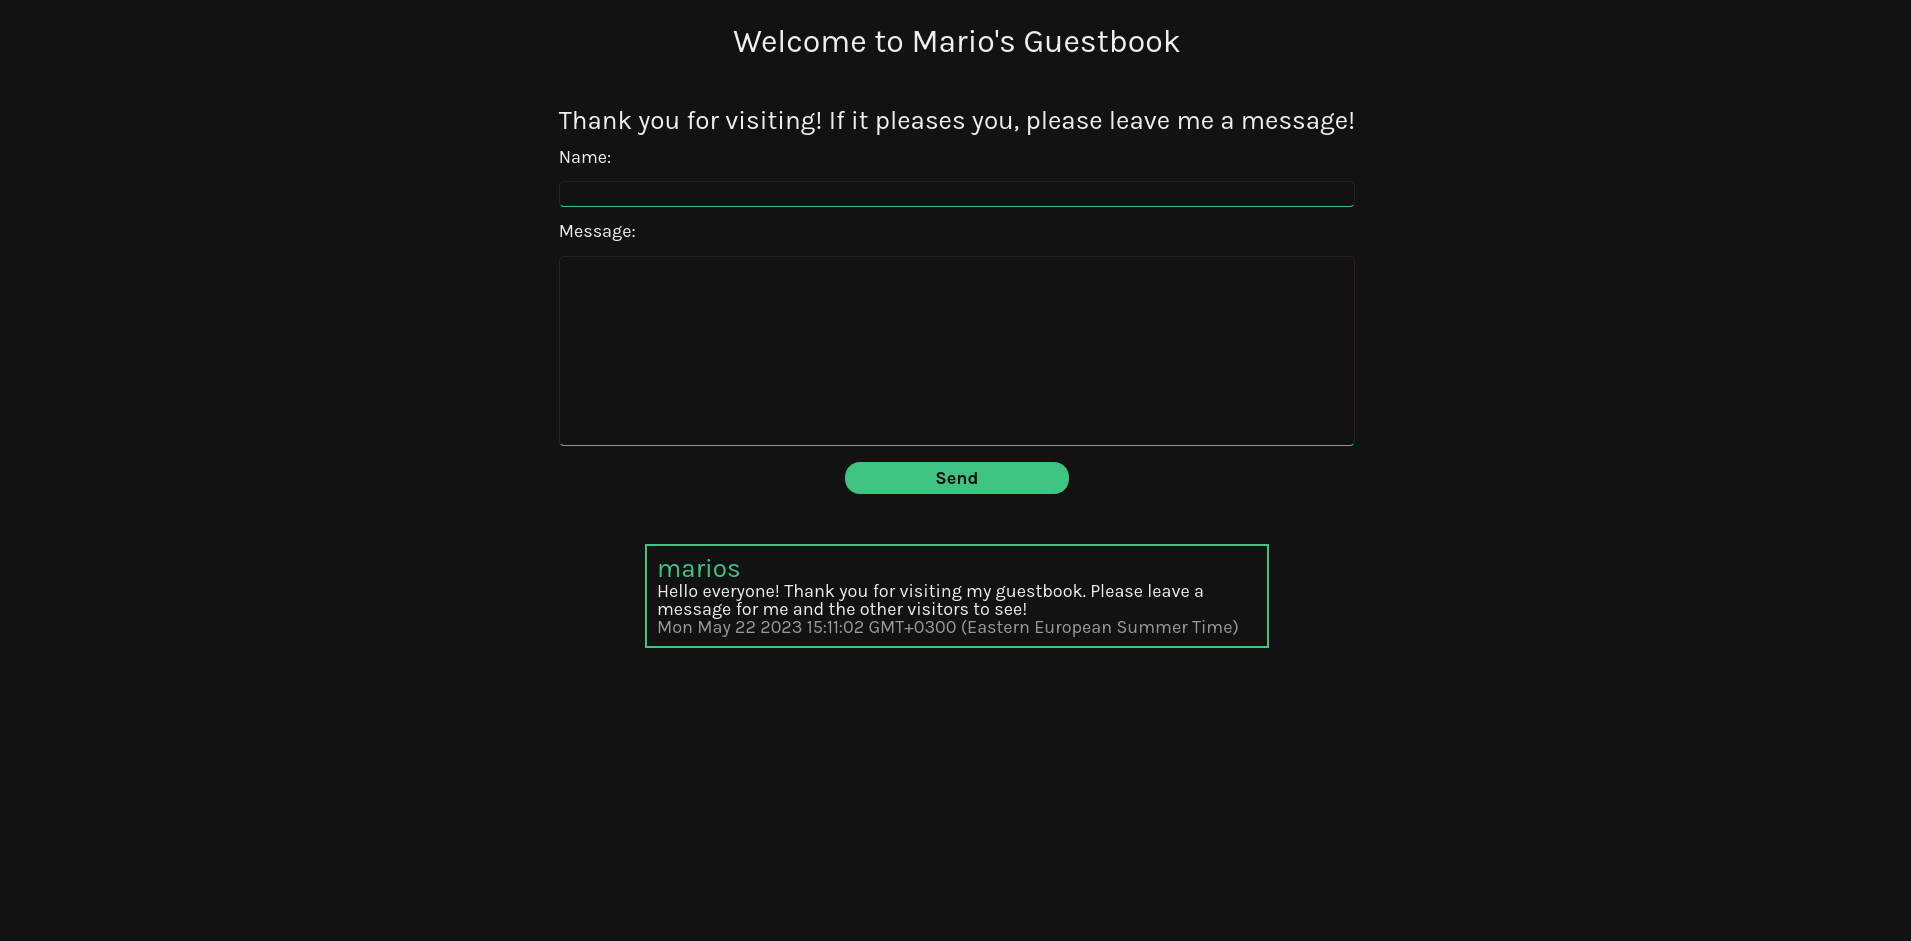 Welcome to Mario's Guestbook
Thank you for visiting! If it pleases you, please leave me a message!
Name:
Message:
Send
marios
Hello everyone! Thank you for visiting my guestbook. Please leave a
message for me and the other visitors to see!
Mon May 22 2023 15:11:02 GMT+0300 (Eastern European Summer Time)